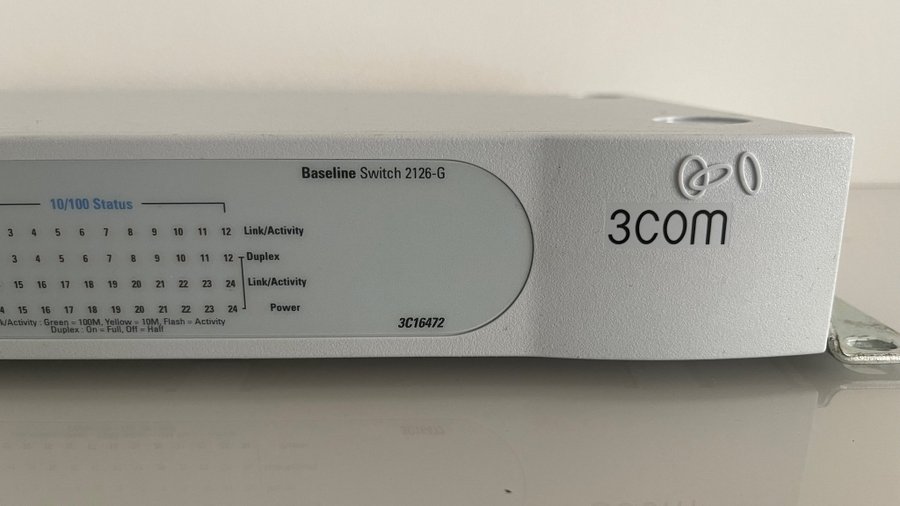 Baseline Switch 2126-G
10/100 Status
3 4 5 6 7 8 9 10 11 12 Link/Activity
3 4 5 6 7 8 9 10 11 12 Duplex
15 16 17 18 19 20 21 22 23 24 Link/Activity
15 16 17 18 19 20 21 22 23 24 Power
/Activity : Green = 100M, Yellow = 10M, Flash = Activity
Duplex : On = Full, Off = Half
3C16472
3com